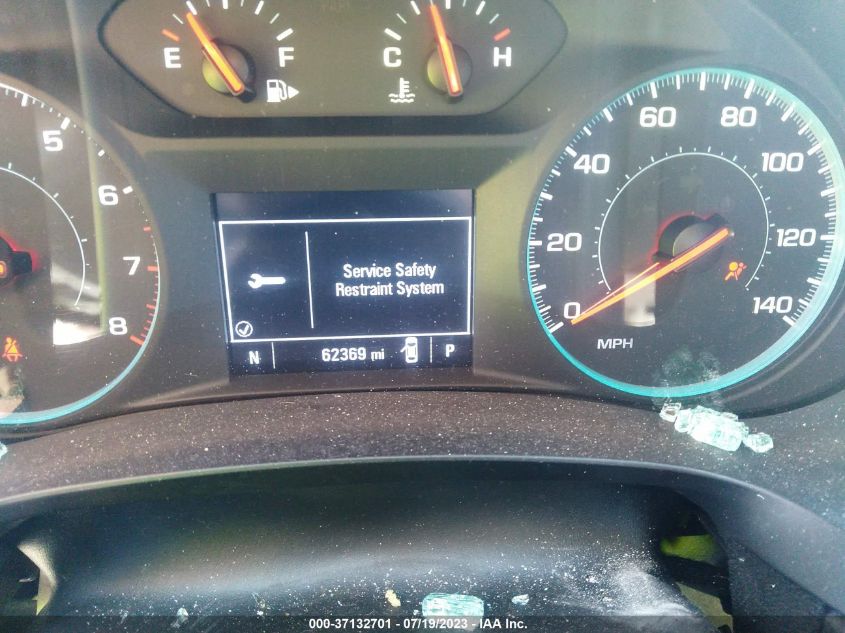 E F
C H
5
6
7
8
Service Safety
Restraint System
N 62369 mi P
0
20
40
60
80
100
120
140
MPH
000-37132701 - 07/19/2023 - IAA Inc.